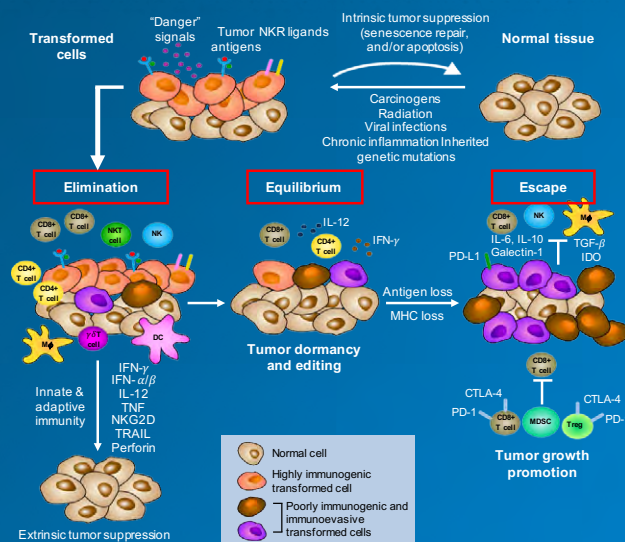 Transformed
cells
“Danger”
signals
Tumor NKR ligands
antigens
Intrinsic tumor suppression
(senescence repair,
and/or apoptosis)
Normal tissue
Carcinogens
Radiation
Viral infections
Chronic inflammation Inherited
genetic mutations
Elimination
Equilibrium
Escape
CD8+
T cell
CD8+
T cell
NKT
cell
NK
CD4+
T cell
CD4+
T cell
Mϕ
γδT
cell
DC
CD8+
T cell
IL-12
CD4+
T cell
IFN-γ
CD8+
T cell
NK
Mϕ
IL-6, IL-10
Galectin-1
TGF-β
IDO
PD-L1
Antigen loss
MHC loss
Tumor dormancy
and editing
Innate &
adaptive
immunity
IFN-γ
IFN-α/β
IL-12
TNF
NKG2D
TRAIL
Perforin
CD8+
T cell
CTLA-4
PD-1
CD8+
T cell
MDSC
Treg
CTLA-4
PD-
Tumor growth
promotion
Normal cell
Highly immunogenic
transformed cell
Poorly immunogenic and
immunoevasive
transformed cells
Extrinsic tumor suppression